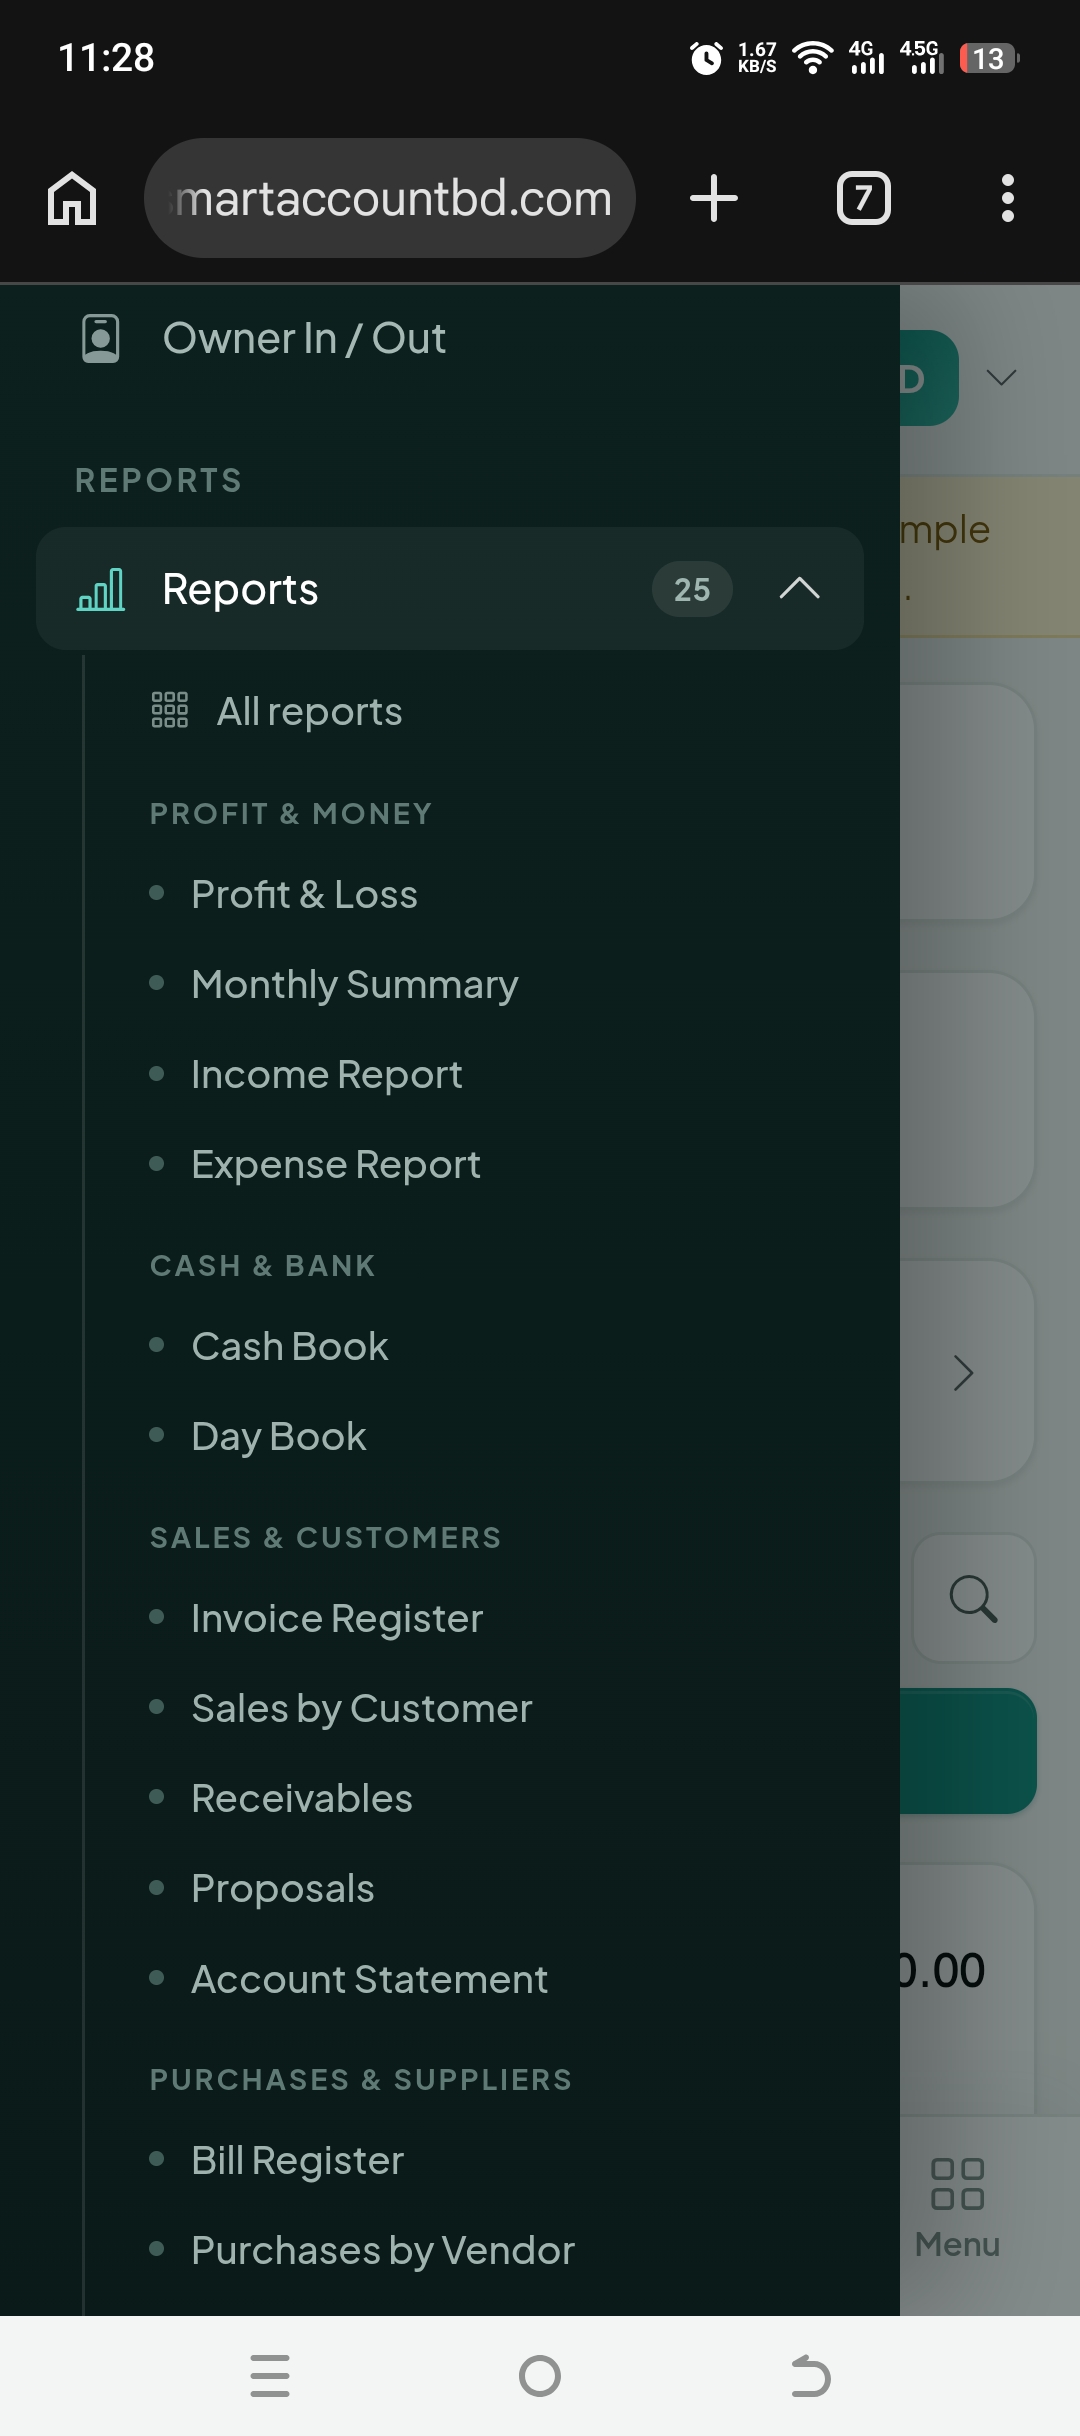 11:28
1.67
KB/S
4G
4.5G
13
martaccountbd.com
7
Owner In / Out
D
REPORTS
mple
.
Reports
25
All reports
PROFIT & MONEY
Profit & Loss
Monthly Summary
Income Report
Expense Report
CASH & BANK
Cash Book
Day Book
SALES & CUSTOMERS
Invoice Register
Sales by Customer
Receivables
Proposals
Account Statement
0.00
PURCHASES & SUPPLIERS
Bill Register
Purchases by Vendor
Menu